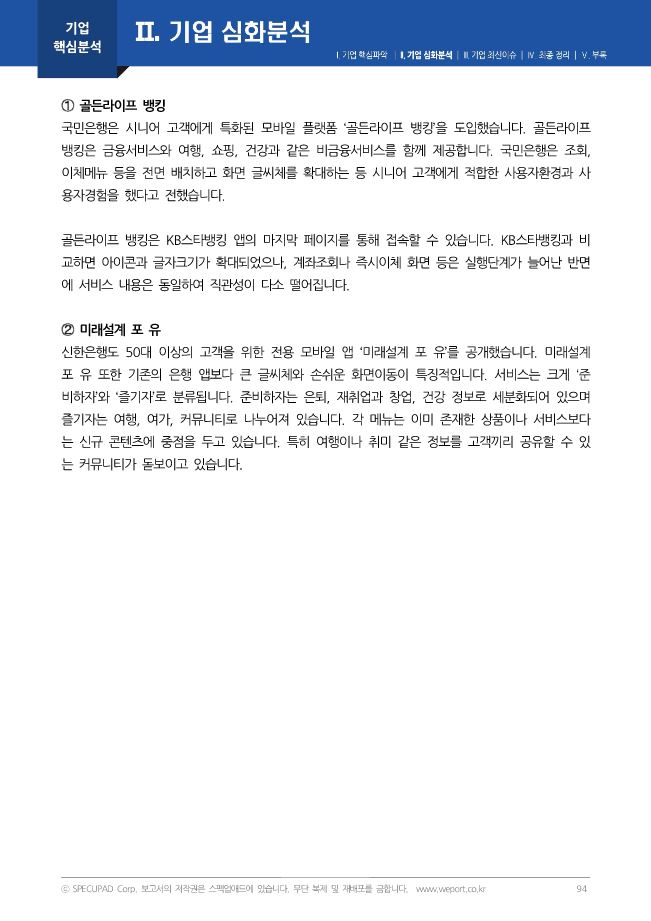 기업
핵심분석
Ⅱ. 기업 심화분석
Ⅰ. 기업 핵심파악 | Ⅱ. 기업 심화분석 | Ⅲ. 기업 최신이슈 | Ⅳ. 최종 정리 | Ⅴ. 부록
① 골든라이프 뱅킹
국민은행은 시니어 고객에게 특화된 모바일 플랫폼 ‘골든라이프 뱅킹’을 도입했습니다. 골든라이프
뱅킹은 금융서비스와 여행, 쇼핑, 건강과 같은 비금융서비스를 함께 제공합니다. 국민은행은 조회,
이체메뉴 등을 전면 배치하고 화면 글씨체를 확대하는 등 시니어 고객에게 적합한 사용자환경과 사
용자경험을 했다고 전했습니다.
골든라이프 뱅킹은 KB스타뱅킹 앱의 마지막 페이지를 통해 접속할 수 있습니다. KB스타뱅킹과 비
교하면 아이콘과 글자크기가 확대되었으나, 계좌조회나 즉시이체 화면 등은 실행단계가 늘어난 반면
에 서비스 내용은 동일하여 직관성이 다소 떨어집니다.
② 미래설계 포 유
신한은행도 50대 이상의 고객을 위한 전용 모바일 앱 ‘미래설계 포 유’를 공개했습니다. 미래설계
포 유 또한 기존의 은행 앱보다 큰 글씨체와 손쉬운 화면이동이 특징적입니다. 서비스는 크게 ‘준
비하자’와 ‘즐기자’로 분류됩니다. 준비하자는 은퇴, 재취업과 창업, 건강 정보로 세분화되어 있으며
즐기자는 여행, 여가, 커뮤니티로 나누어져 있습니다. 각 메뉴는 이미 존재한 상품이나 서비스보다
는 신규 콘텐츠에 중점을 두고 있습니다. 특히 여행이나 취미 같은 정보를 고객끼리 공유할 수 있
는 커뮤니티가 돋보이고 있습니다.
ⓒ SPECUPAD Corp. 보고서의 저작권은 스펙업애드에 있습니다. 무단 복제 및 재배포를 금합니다. www.weport.co.kr
94